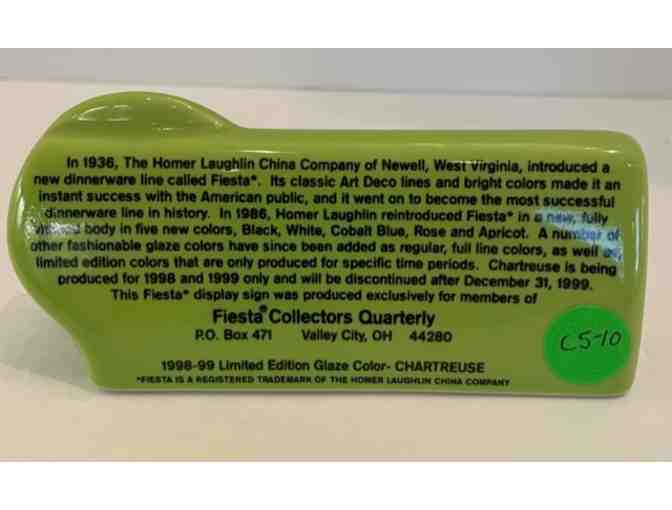 In 1936, The Homer Laughlin China Company of Newell, West Virginia, introduced a
new dinnerware line called Fiesta*. Its classic Art Deco lines and bright colors made it an
instant success with the American public, and it went on to become the most successful
dinnerware line in history. In 1986, Homer Laughlin reintroduced Fiesta* in a new, fully
body in five new colors, Black, White, Cobalt Blue, Rose and Apricot. A number of
other fashionable glaze colors have since been added as regular, full line colors, as well as
limited edition colors that are only produced for specific time periods. Chartreuse is being
produced for 1998 and 1999 only and will be discontinued after December 31, 1999.
This Fiesta* display sign was produced exclusively for members of
Fiesta® Collectors Quarterly
P.O. Box 471 Valley City, OH 44280
C5-10
1998-99 Limited Edition Glaze Color- CHARTREUSE
*FIESTA IS A REGISTERED TRADEMARK OF THE HOMER LAUGHLIN CHINA COMPANY